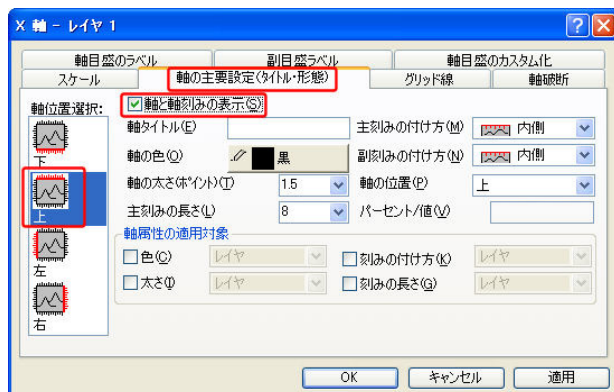 X 軸 - レイヤ 1
軸目盛のラベル 副目盛ラベル 軸目盛のカスタム化
スケール 軸の主要設定(タイトル・形態) グリッド線 軸破断
軸位置選択:
下
上
左
右
軸と軸刻みの表示(S)
軸タイトル(E) 主刻みの付け方(M) 内側
軸の色(O) 黒 副刻みの付け方(N) 内側
軸の太さ(ポイント)(T) 1.5 軸の位置(P) 上
主刻みの長さ(L) 8 パーセント/値(V)
軸属性の適用対象
色(C) レイヤ 刻みの付け方(K) レイヤ
太さ(I) レイヤ 刻みの長さ(G) レイヤ
OK キャンセル 適用